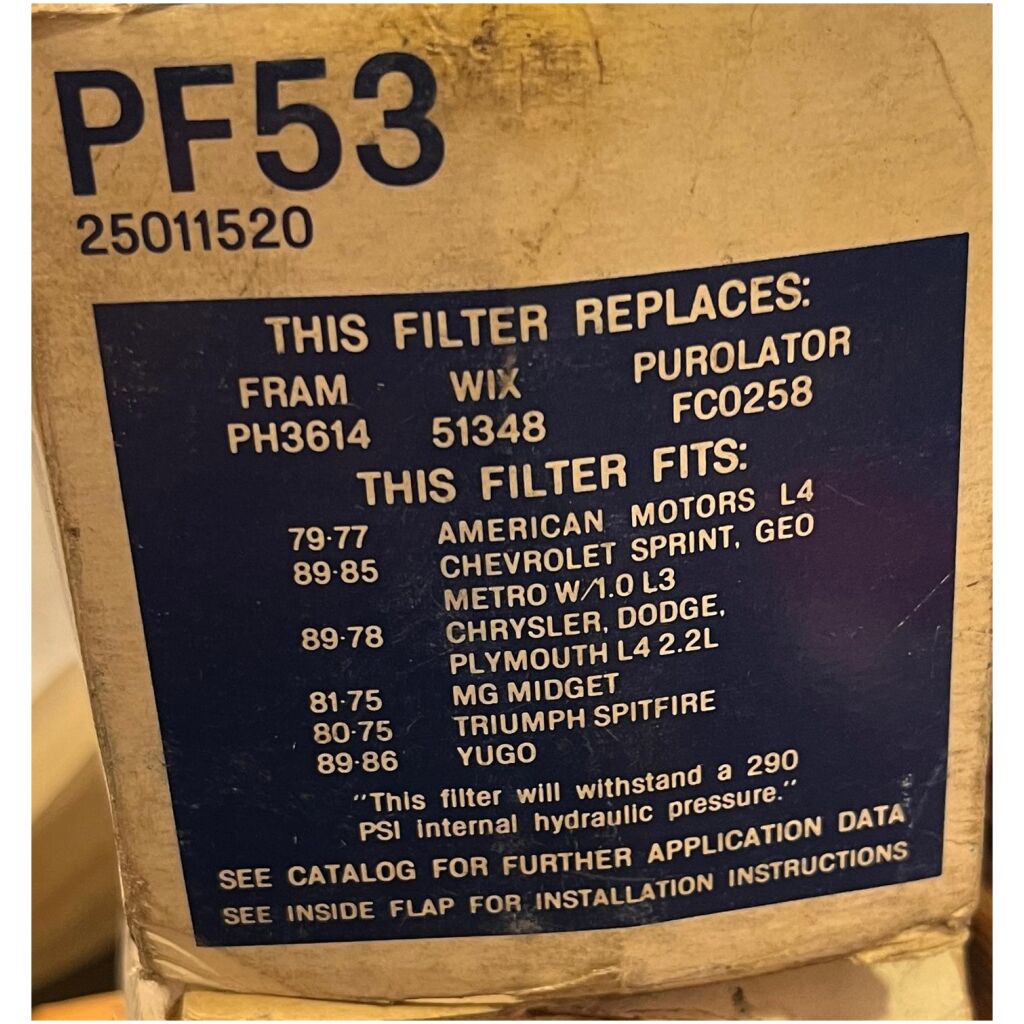 PF53
25011520
THIS FILTER REPLACES:
FRAM WIX PUROLATOR
PH3614 51348 FCO258
THIS FILTER FITS:
79-77 AMERICAN MOTORS L4
89-85 CHEVROLET SPRINT, GEO
METRO W/1.0 L3
89-78 CHRYSLER, DODGE,
PLYMOUTH L4 2.2L
81-75 MG MIDGET
80-75 TRIUMPH SPITFIRE
89-86 YUGO
"This filter will withstand a 290
PSI internal hydraulic pressure."
SEE CATALOG FOR FURTHER APPLICATION DATA
SEE INSIDE FLAP FOR INSTALLATION INSTRUCTIONS